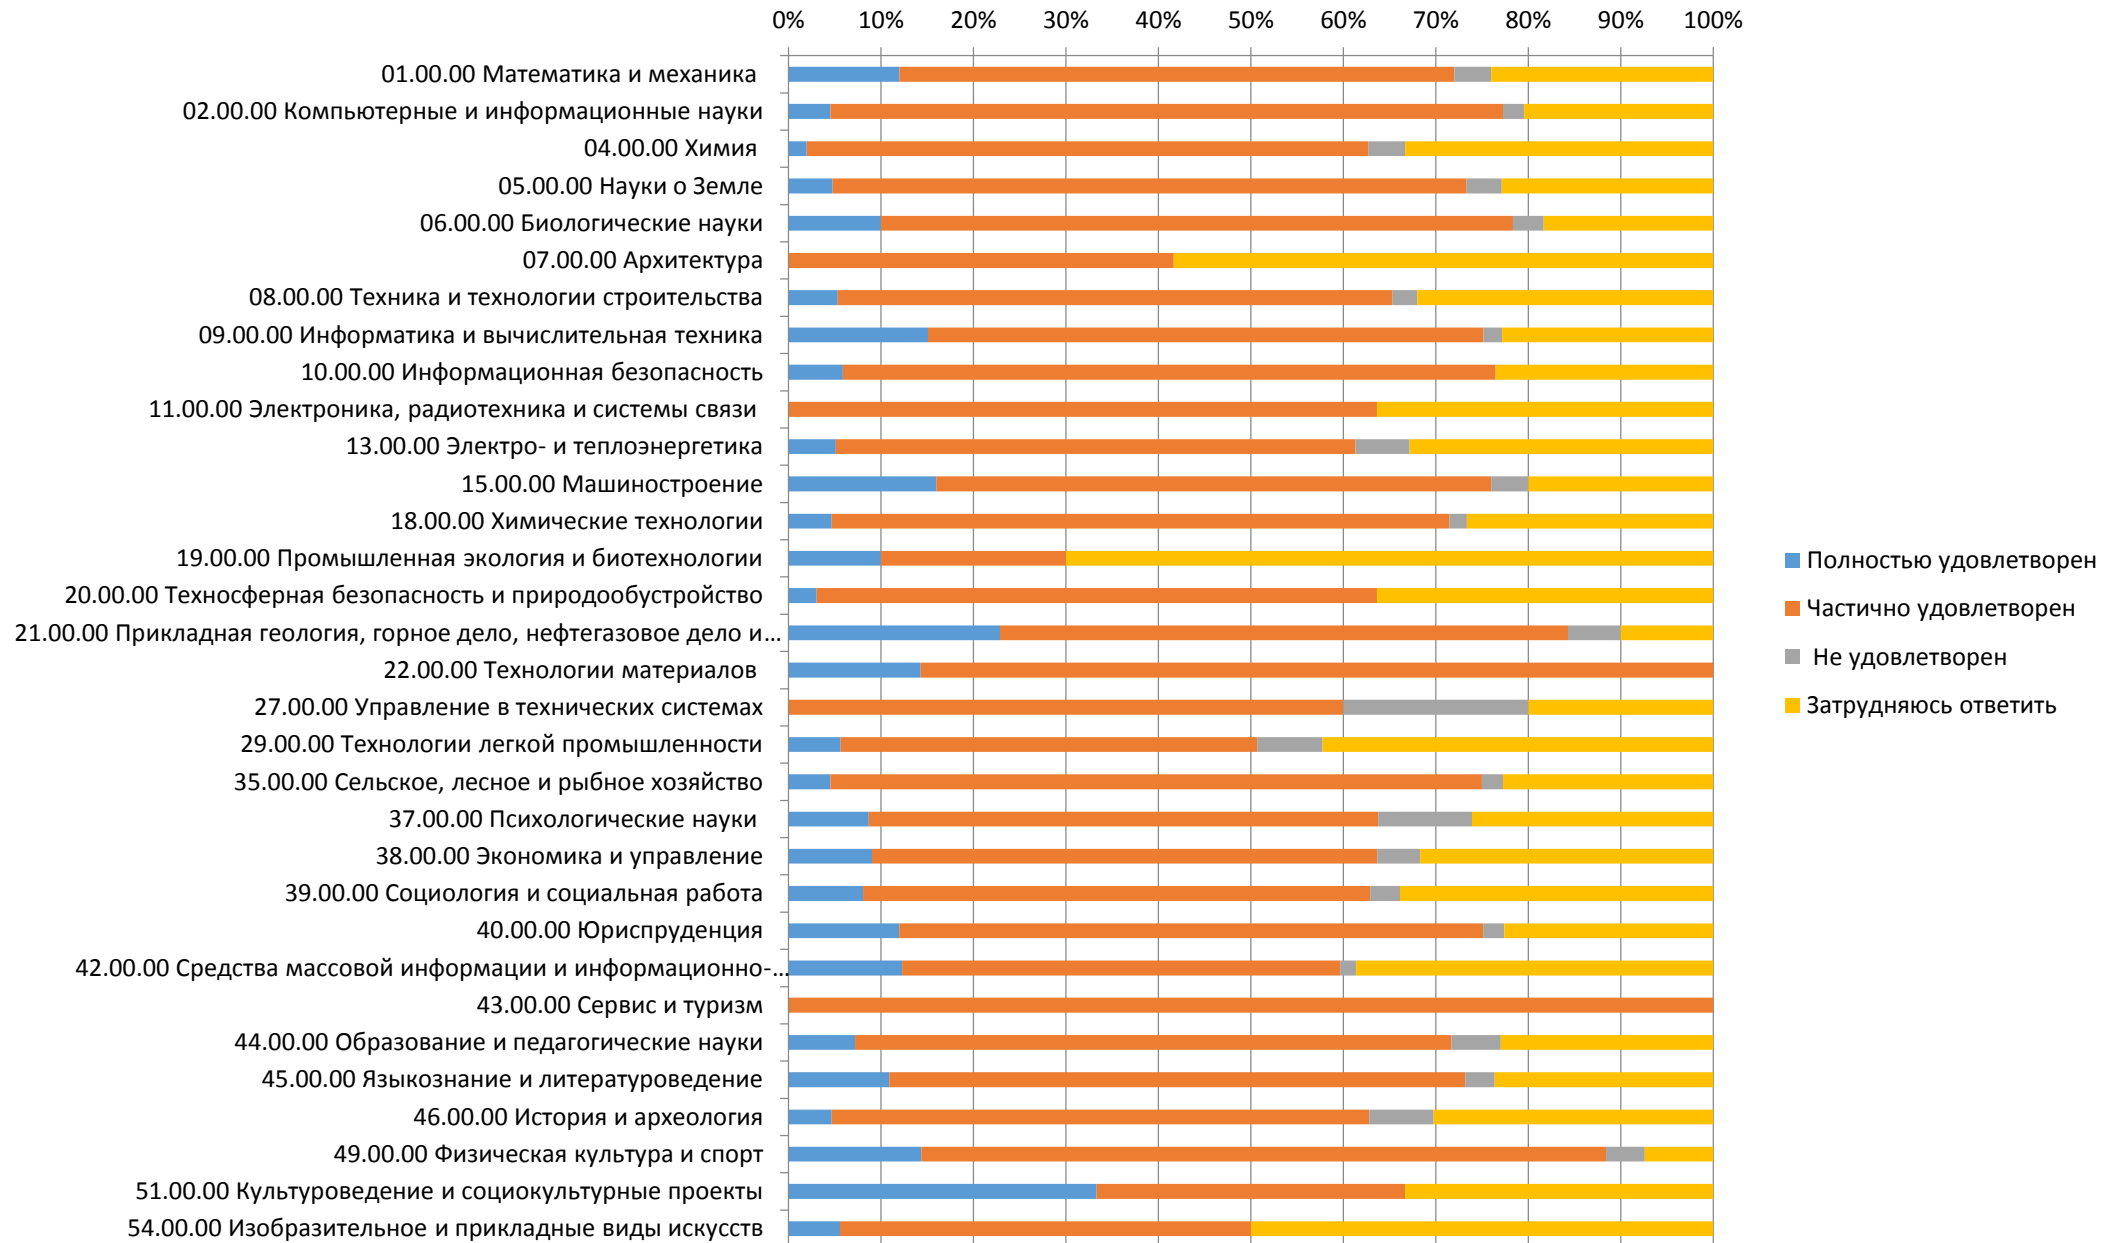 0% 10% 20% 30% 40% 50% 60% 70% 80% 90% 100%
01.00.00 Математика и механика
02.00.00 Компьютерные и информационные науки
04.00.00 Химия
05.00.00 Науки о Земле
06.00.00 Биологические науки
07.00.00 Архитектура
08.00.00 Техника и технологии строительства
09.00.00 Информатика и вычислительная техника
10.00.00 Информационная безопасность
11.00.00 Электроника, радиотехника и системы связи
13.00.00 Электро- и теплоэнергетика
15.00.00 Машиностроение
18.00.00 Химические технологии
19.00.00 Промышленная экология и биотехнологии
20.00.00 Техносферная безопасность и природообустройство
21.00.00 Прикладная геология, горное дело, нефтегазовое дело и...
22.00.00 Технологии материалов
27.00.00 Управление в технических системах
29.00.00 Технологии легкой промышленности
35.00.00 Сельское, лесное и рыбное хозяйство
37.00.00 Психологические науки
38.00.00 Экономика и управление
39.00.00 Социология и социальная работа
40.00.00 Юриспруденция
42.00.00 Средства массовой информации и информационно-...
43.00.00 Сервис и туризм
44.00.00 Образование и педагогические науки
45.00.00 Языкознание и литературоведение
46.00.00 История и археология
49.00.00 Физическая культура и спорт
51.00.00 Культуроведение и социокультурные проекты
54.00.00 Изобразительное и прикладные виды искусств
Полностью удовлетворен
Частично удовлетворен
Не удовлетворен
Затрудняюсь ответить